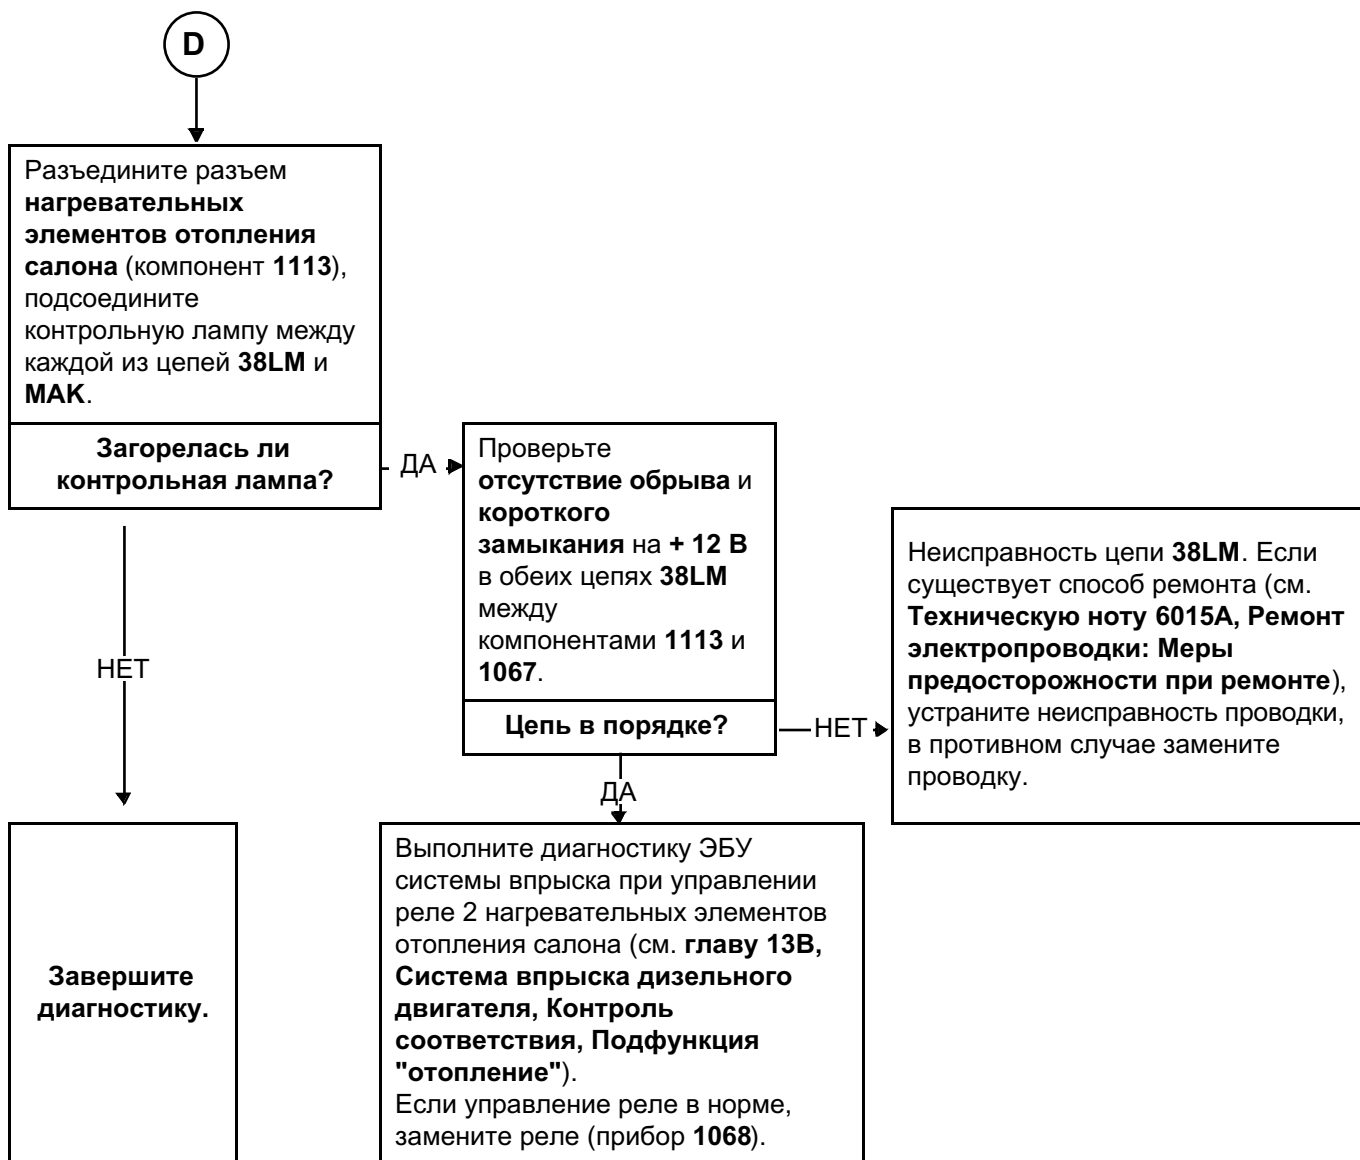 D
Разъедините разъем
нагревательных
элементов отопления
салона (компонент 1113),
подсоедините
контрольную лампу между
каждой из цепей 38LM и
MAK.
Загорелась ли
контрольная лампа?
ДА
Проверьте
отсутствие обрыва и
короткого
замыкания на + 12 В
в обеих цепях 38LM
между
компонентами 1113 и
1067.
Цепь в порядке?
НЕТ
Неисправность цепи 38LM. Если
существует способ ремонта (см.
Техническую ноту 6015A, Ремонт
электропроводки: Меры
предосторожности при ремонте),
устраните неисправность проводки,
в противном случае замените
проводку.
НЕТ
ДА
Завершите
диагностику.
Выполните диагностику ЭБУ
системы впрыска при управлении
реле 2 нагревательных элементов
отопления салона (см. главу 13B,
Система впрыска дизельного
двигателя, Контроль
соответствия, Подфункция
"отопление").
Если управление реле в норме,
замените реле (прибор 1068).